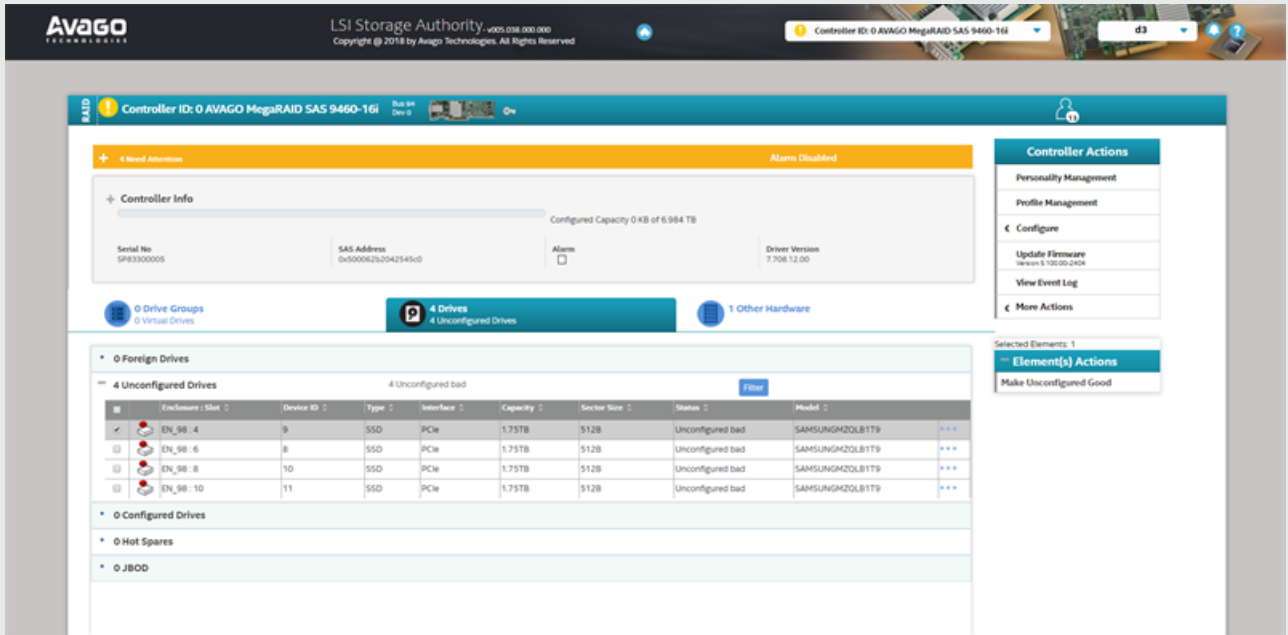 AVAGO
TECHNOLOGIES
LSI Storage Authority- v005.038.000.000
Copyright @ 2018 by Avago Technologies. All Rights Reserved
Controller ID: 0 AVAGO MegaRAID SAS 9460-16i
d3
?
RAID
Controller ID: 0 AVAGO MegaRAID SAS 9460-16i
Bus 94
Dev 0
13
4 Need Attention
Alarm Disabled
Controller Info
Configured Capacity 0 KB of 6.984 TB
Serial No
SP83300005
SAS Address
0x500062b2042545c0
Alarm
Driver Version
7.708.12.00
0 Drive Groups
0 Virtual Drives
4 Drives
4 Unconfigured Drives
1 Other Hardware
0 Foreign Drives
4 Unconfigured Drives
4 Unconfigured bad
Filter
Enclosure : Slot Device ID Type Interface Capacity Sector Size Status Model
EN_98 : 4 9 SSD PCIe 1.75TB 512B Unconfigured bad SAMSUNGMZQLB1T9
EN_98 : 6 8 SSD PCIe 1.75TB 512B Unconfigured bad SAMSUNGMZQLB1T9
EN_98 : 8 10 SSD PCIe 1.75TB 512B Unconfigured bad SAMSUNGMZQLB1T9
EN_98 : 10 11 SSD PCIe 1.75TB 512B Unconfigured bad SAMSUNGMZQLB1T9
0 Configured Drives
0 Hot Spares
0 JBOD
Controller Actions
Personality Management
Profile Management
Configure
Update Firmware
Version 5.100.00-2404
View Event Log
More Actions
Selected Elements: 1
Element(s) Actions
Make Unconfigured Good